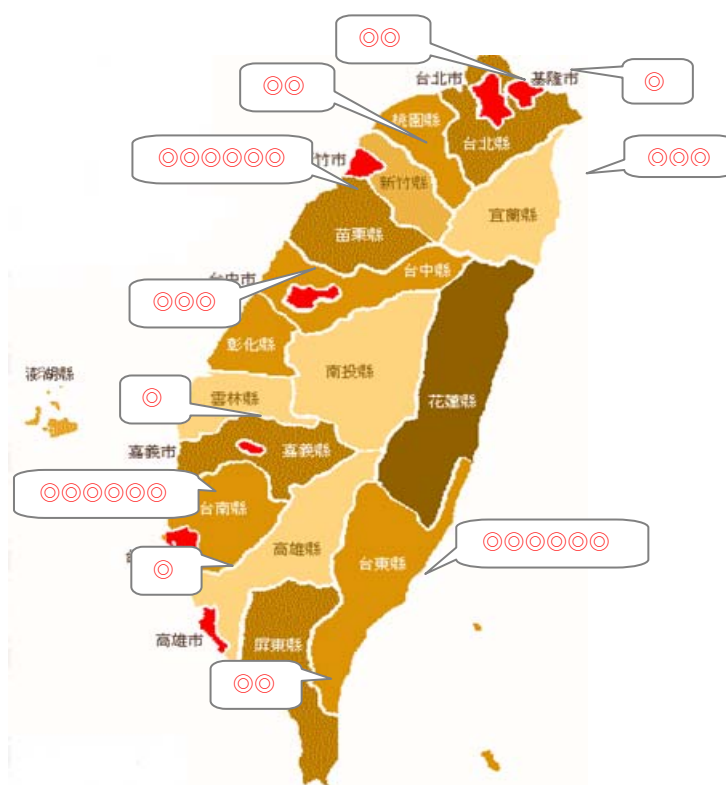 ◎◎
台北市
基隆市
◎
◎◎
桃園縣
台北縣
◎◎◎◎◎◎
竹市
新竹縣
◎◎◎
宜蘭縣
苗栗縣
台中市
台中縣
◎◎◎
彰化縣
南投縣
澎湖縣
花蓮縣
◎
雲林縣
嘉義市
嘉義縣
◎◎◎◎◎◎
台南縣
◎◎◎◎◎◎
高雄縣
台東縣
◎
高雄市
屏東縣
◎◎